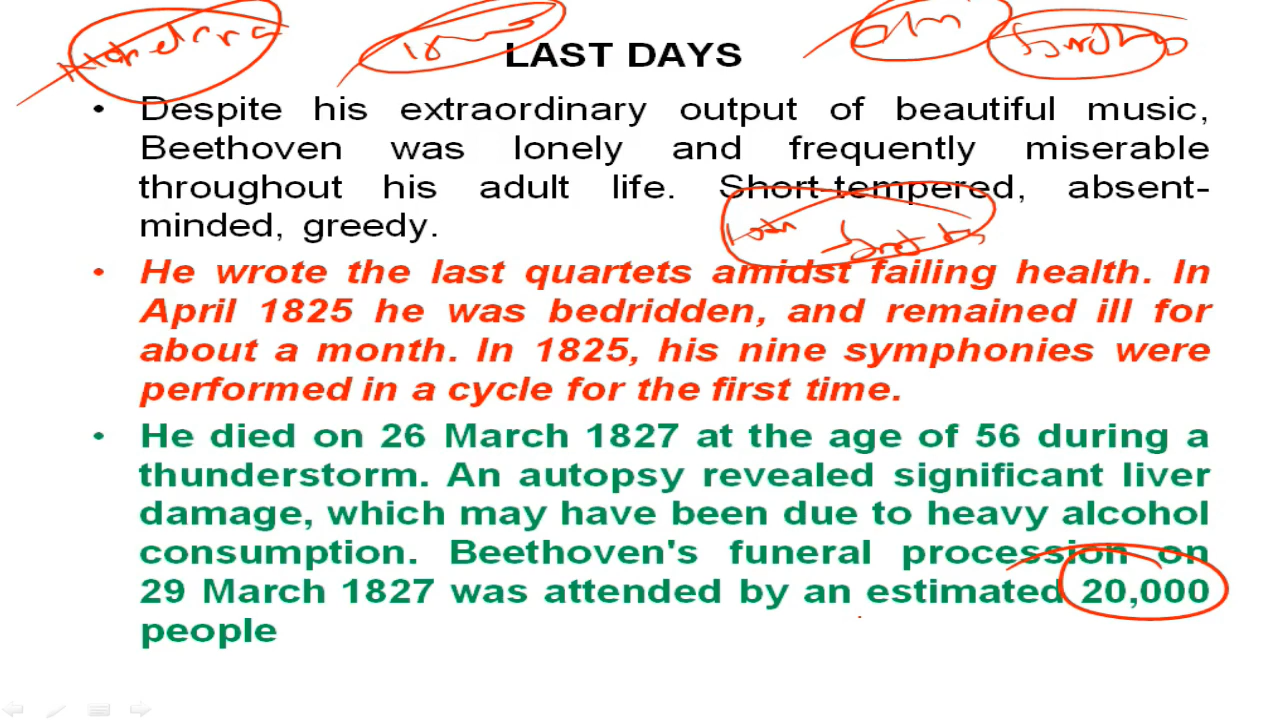 LAST DAYS
• Despite his extraordinary output of beautiful music,
Beethoven was lonely and frequently miserable
throughout his adult life. Short-tempered, absent-
minded, greedy.
• He wrote the last quartets amidst failing health. In
April 1825 he was bedridden, and remained ill for
about a month. In 1825, his nine symphonies were
performed in a cycle for the first time.
• He died on 26 March 1827 at the age of 56 during a
thunderstorm. An autopsy revealed significant liver
damage, which may have been due to heavy alcohol
consumption. Beethoven's funeral procession on
29 March 1827 was attended by an estimated 20,000
people